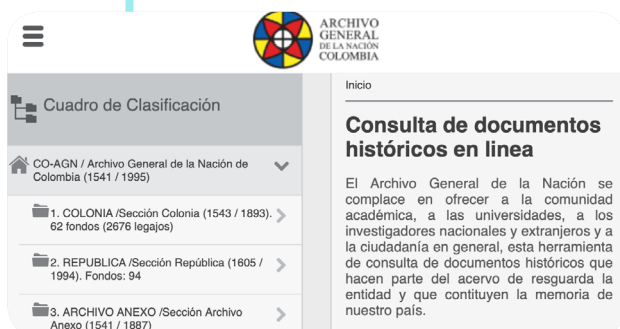 ARCHIVO
GENERAL
DE LA NACIÓN
COLOMBIA
Cuadro de Clasificación
CO-AGN / Archivo General de la Nación de
Colombia (1541 / 1995)
1. COLONIA /Sección Colonia (1543 / 1893).
62 fondos (2676 legajos)
2. REPUBLICA /Sección República (1605 /
1994). Fondos: 94
3. ARCHIVO ANEXO /Sección Archivo
Anexo (1541 / 1887)
Inicio
Consulta de documentos
históricos en linea
El Archivo General de la Nación se
complace en ofrecer a la comunidad
académica, a las universidades, a los
investigadores nacionales y extranjeros y a
la ciudadanía en general, esta herramienta
de consulta de documentos históricos que
hacen parte del acervo de resguarda la
entidad y que contituyen la memoria de
nuestro país.